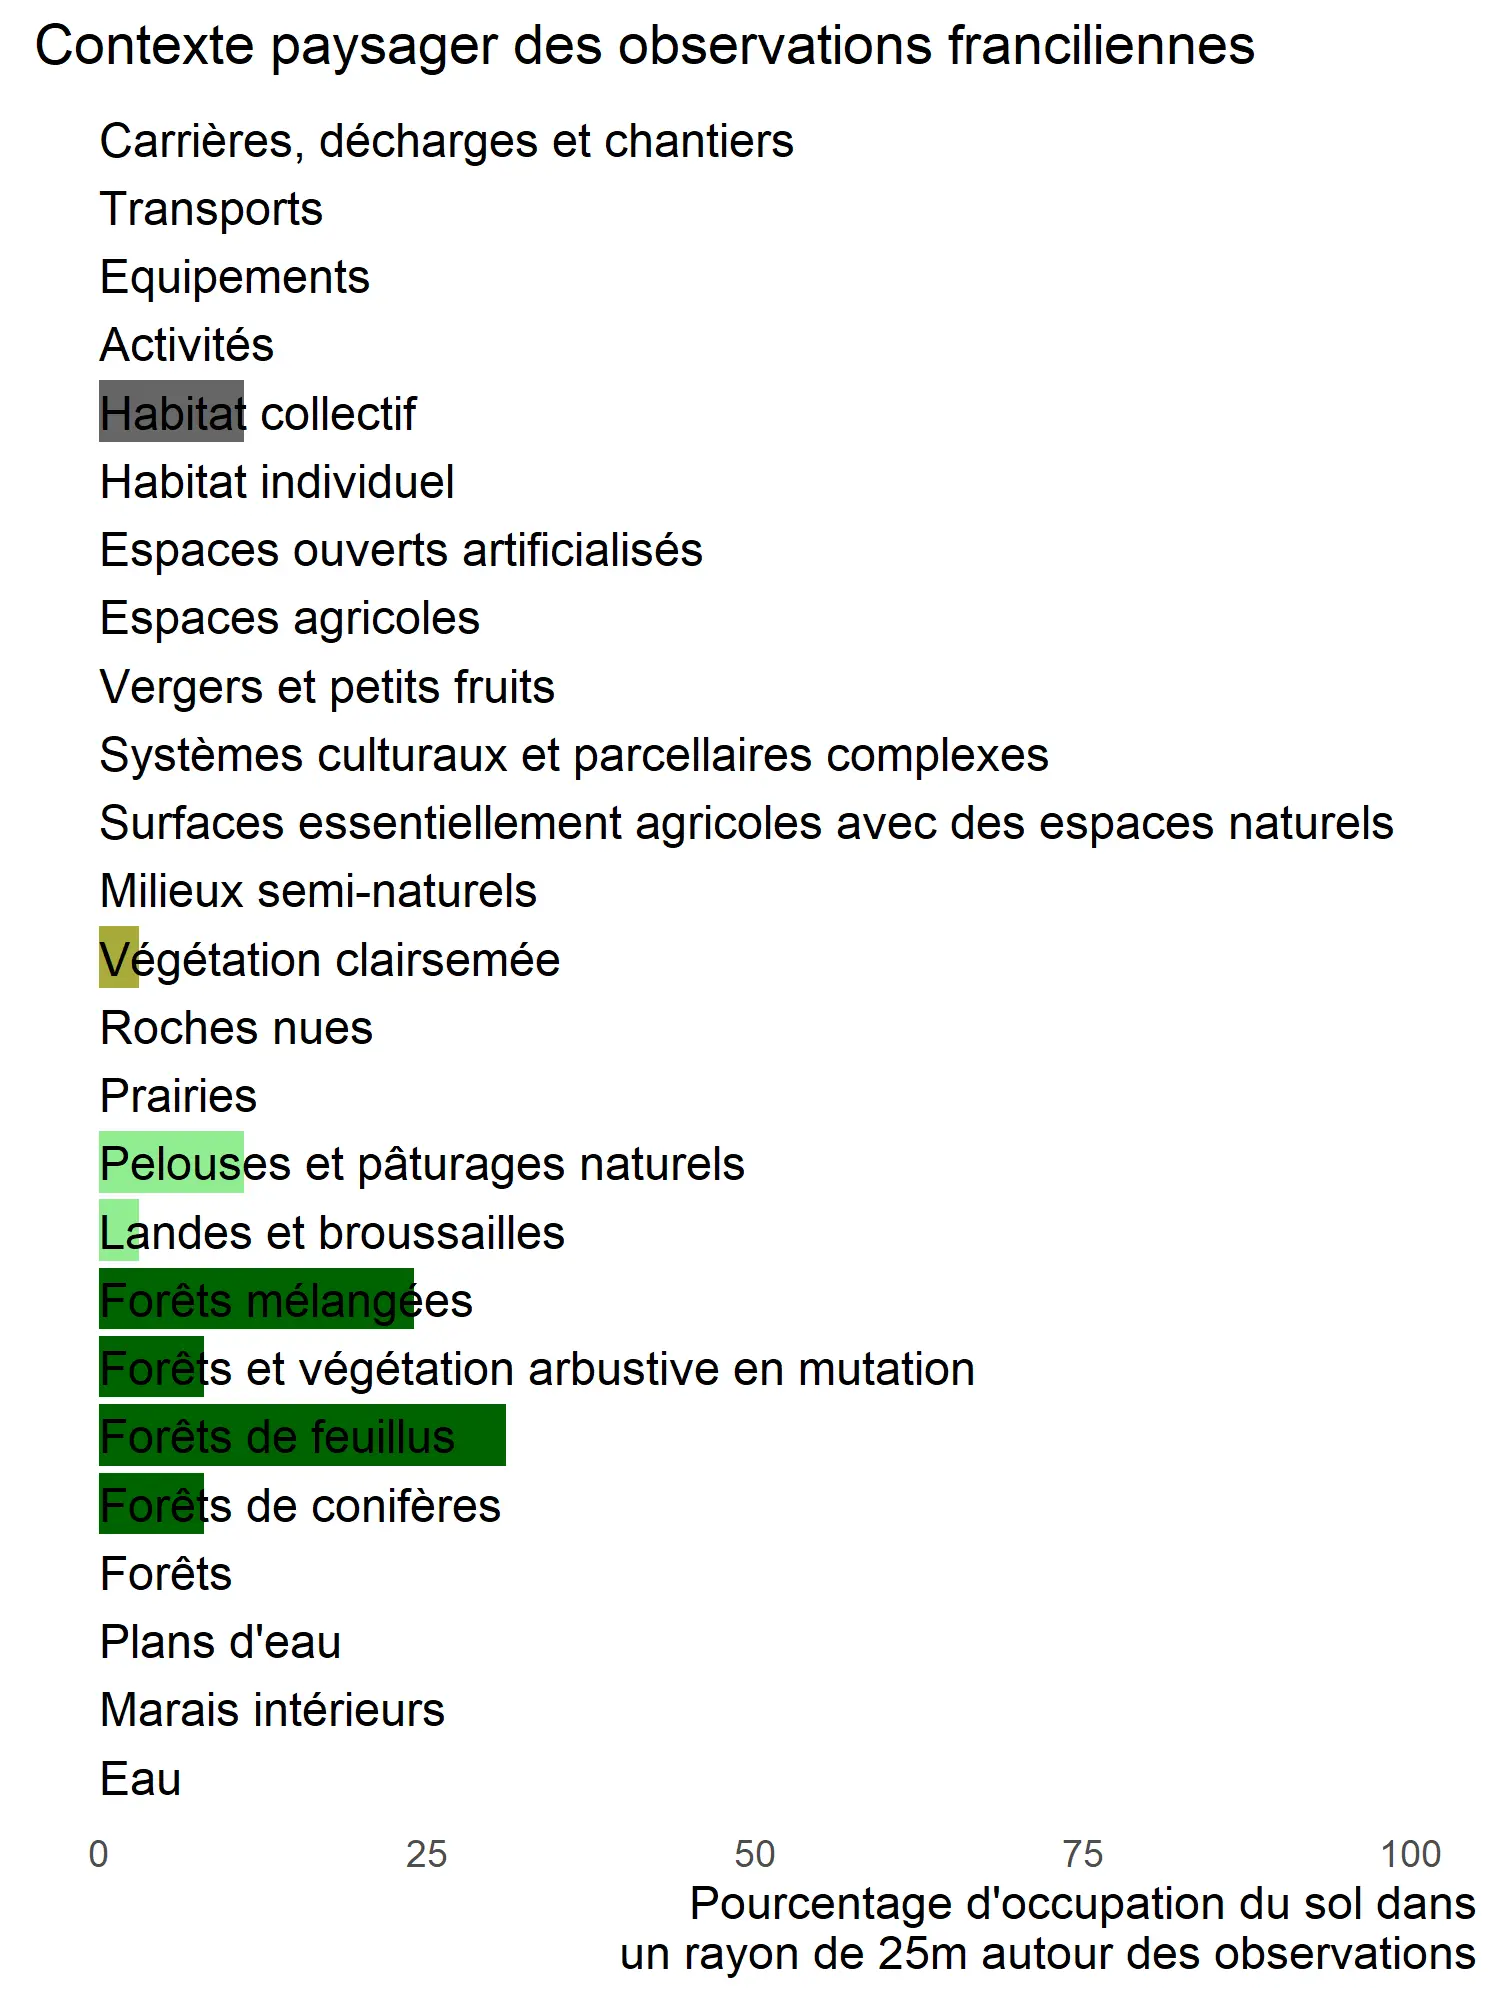 Contexte paysager des observations franciliennes
Carrières, décharges et chantiers
Transports
Equipements
Activités
Habitat collectif
Habitat individuel
Espaces ouverts artificialisés
Espaces agricoles
Vergers et petits fruits
Systèmes culturaux et parcellaires complexes
Surfaces essentiellement agricoles avec des espaces naturels
Milieux semi-naturels
Végétation clairsemée
Roches nues
Prairies
Pelouses et pâturages naturels
Landes et broussailles
Forêts mélangées
Forêts et végétation arbustive en mutation
Forêts de feuillus
Forêts de conifères
Forêts
Plans d'eau
Marais intérieurs
Eau
0 25 50 75 100
Pourcentage d'occupation du sol dans
un rayon de 25m autour des observations